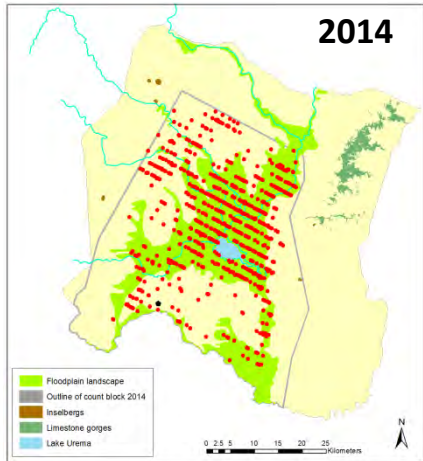 2014
Floodplain landscape
Outline of count block 2014
Inselbergs
Limestone gorges
Lake Urema
N
0 2.5 5 10 15 20 25
Kilometers